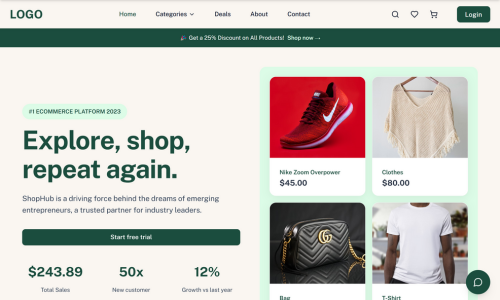 LOGO
Home Categories Deals About Contact
Login
🎉 Get a 25% Discount on All Products! Shop now →
#1 ECOMMERCE PLATFORM 2023
Explore, shop,
repeat again.
ShopHub is a driving force behind the dreams of emerging
entrepreneurs, a trusted partner for industry leaders.
Start free trial
$243.89 50x 12%
Total Sales New customer Growth vs last year
Nike Zoom Overpower Clothes
$45.00 $80.00
Bag T-Shirt